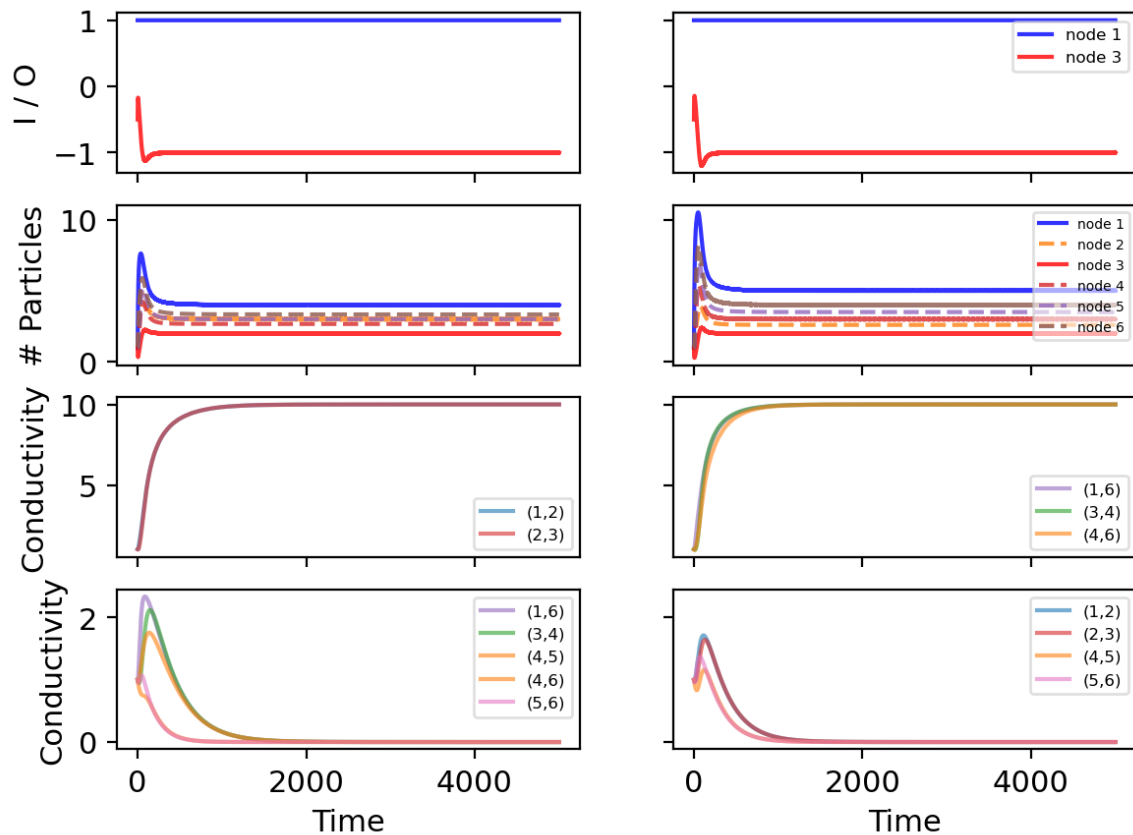 I / O
1
0
−1
node 1
node 3
# Particles
10
0
node 1
node 2
node 3
node 4
node 5
node 6
Conductivity
10
5
(1,2)
(2,3)
(1,6)
(3,4)
(4,6)
Conductivity
2
0
(1,6)
(3,4)
(4,5)
(4,6)
(5,6)
(1,2)
(2,3)
(4,5)
(5,6)
0
2000
4000
0
2000
4000
Time
Time